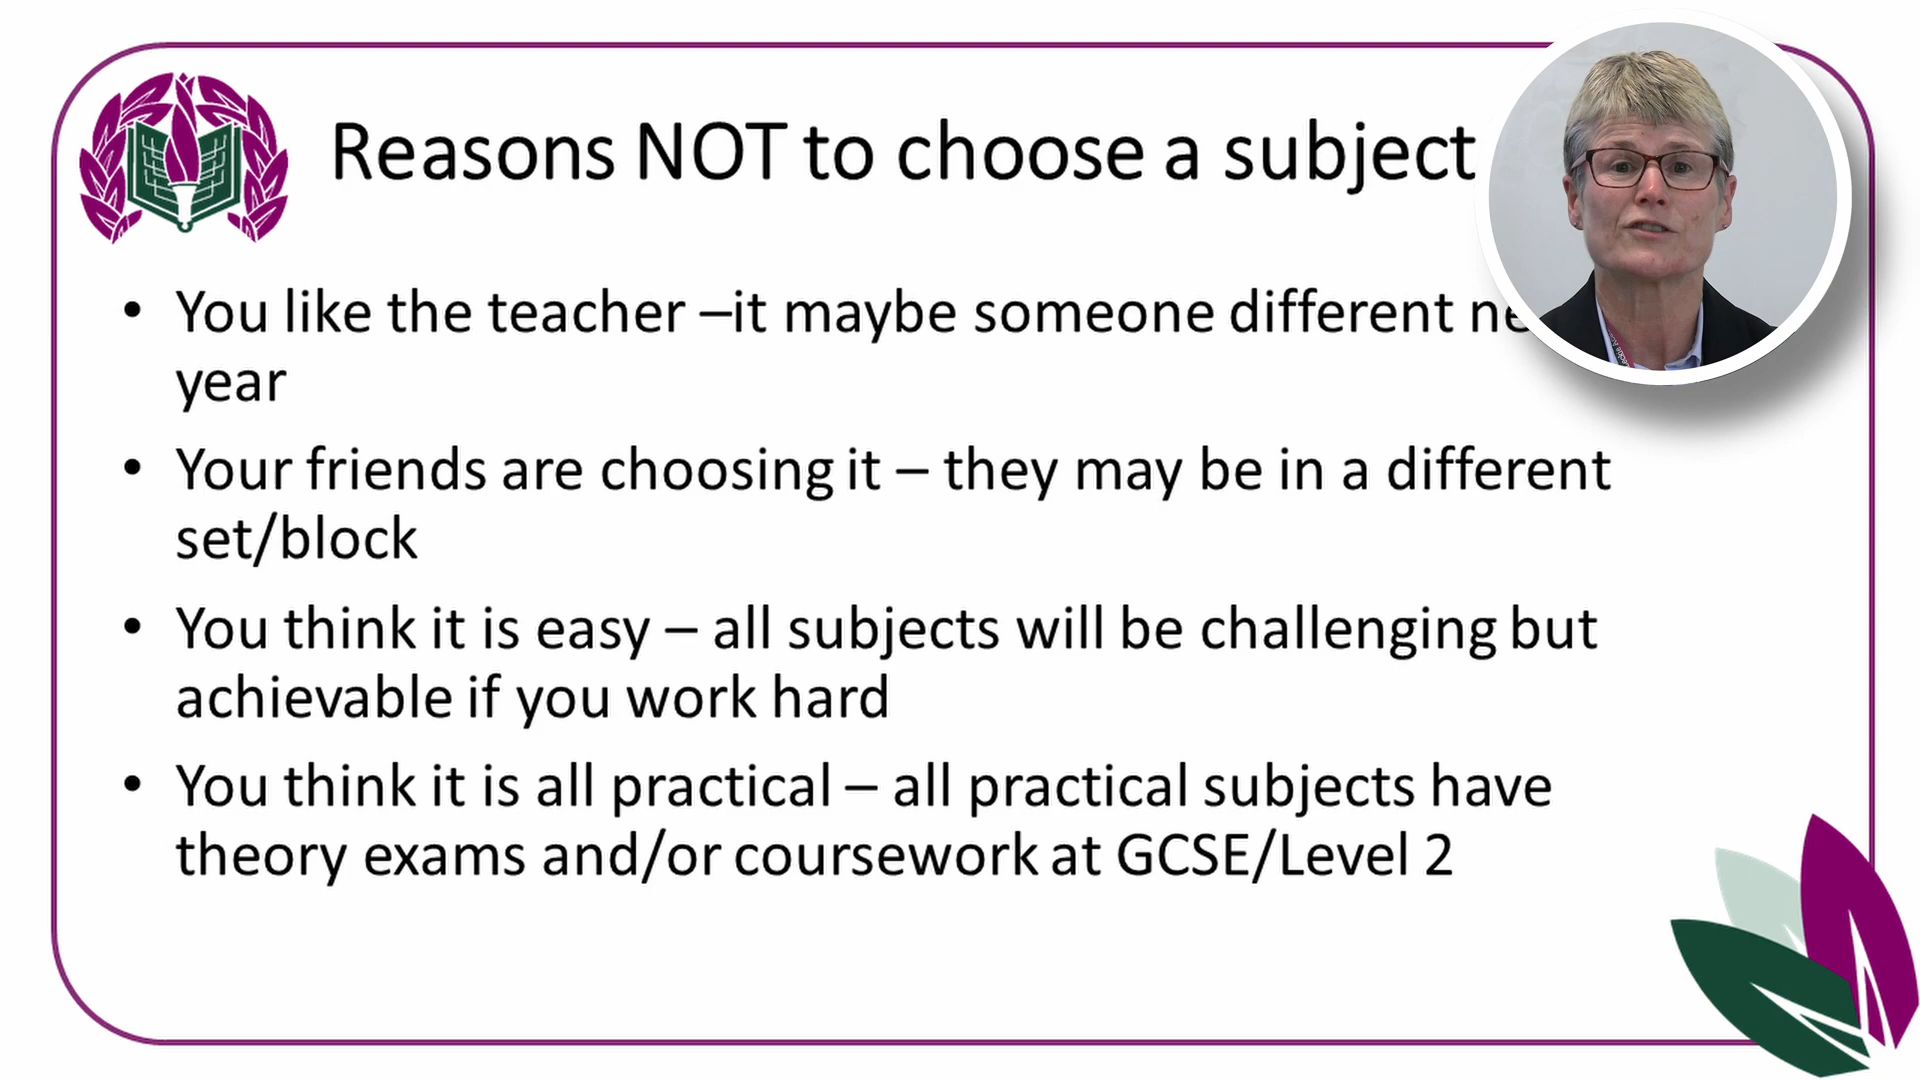 Reasons NOT to choose a subject
• You like the teacher –it maybe someone different
year
• Your friends are choosing it – they may be in a different
set/block
• You think it is easy – all subjects will be challenging but
achievable if you work hard
• You think it is all practical – all practical subjects have
theory exams and/or coursework at GCSE/Level 2